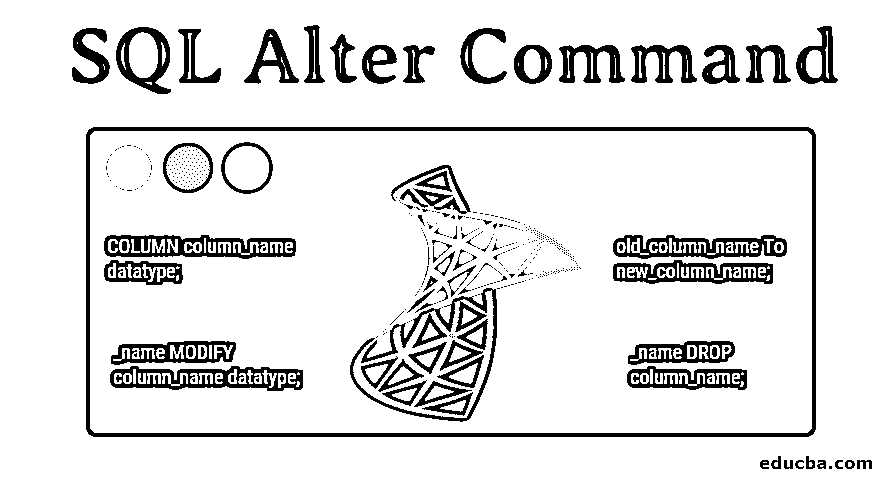 SQL Alter Command
COLUMN column_name
datatype;
old_column_name To
new_column_name;
_name MODIFY
column_name datatype;
_name DROP
column_name;
educba.com